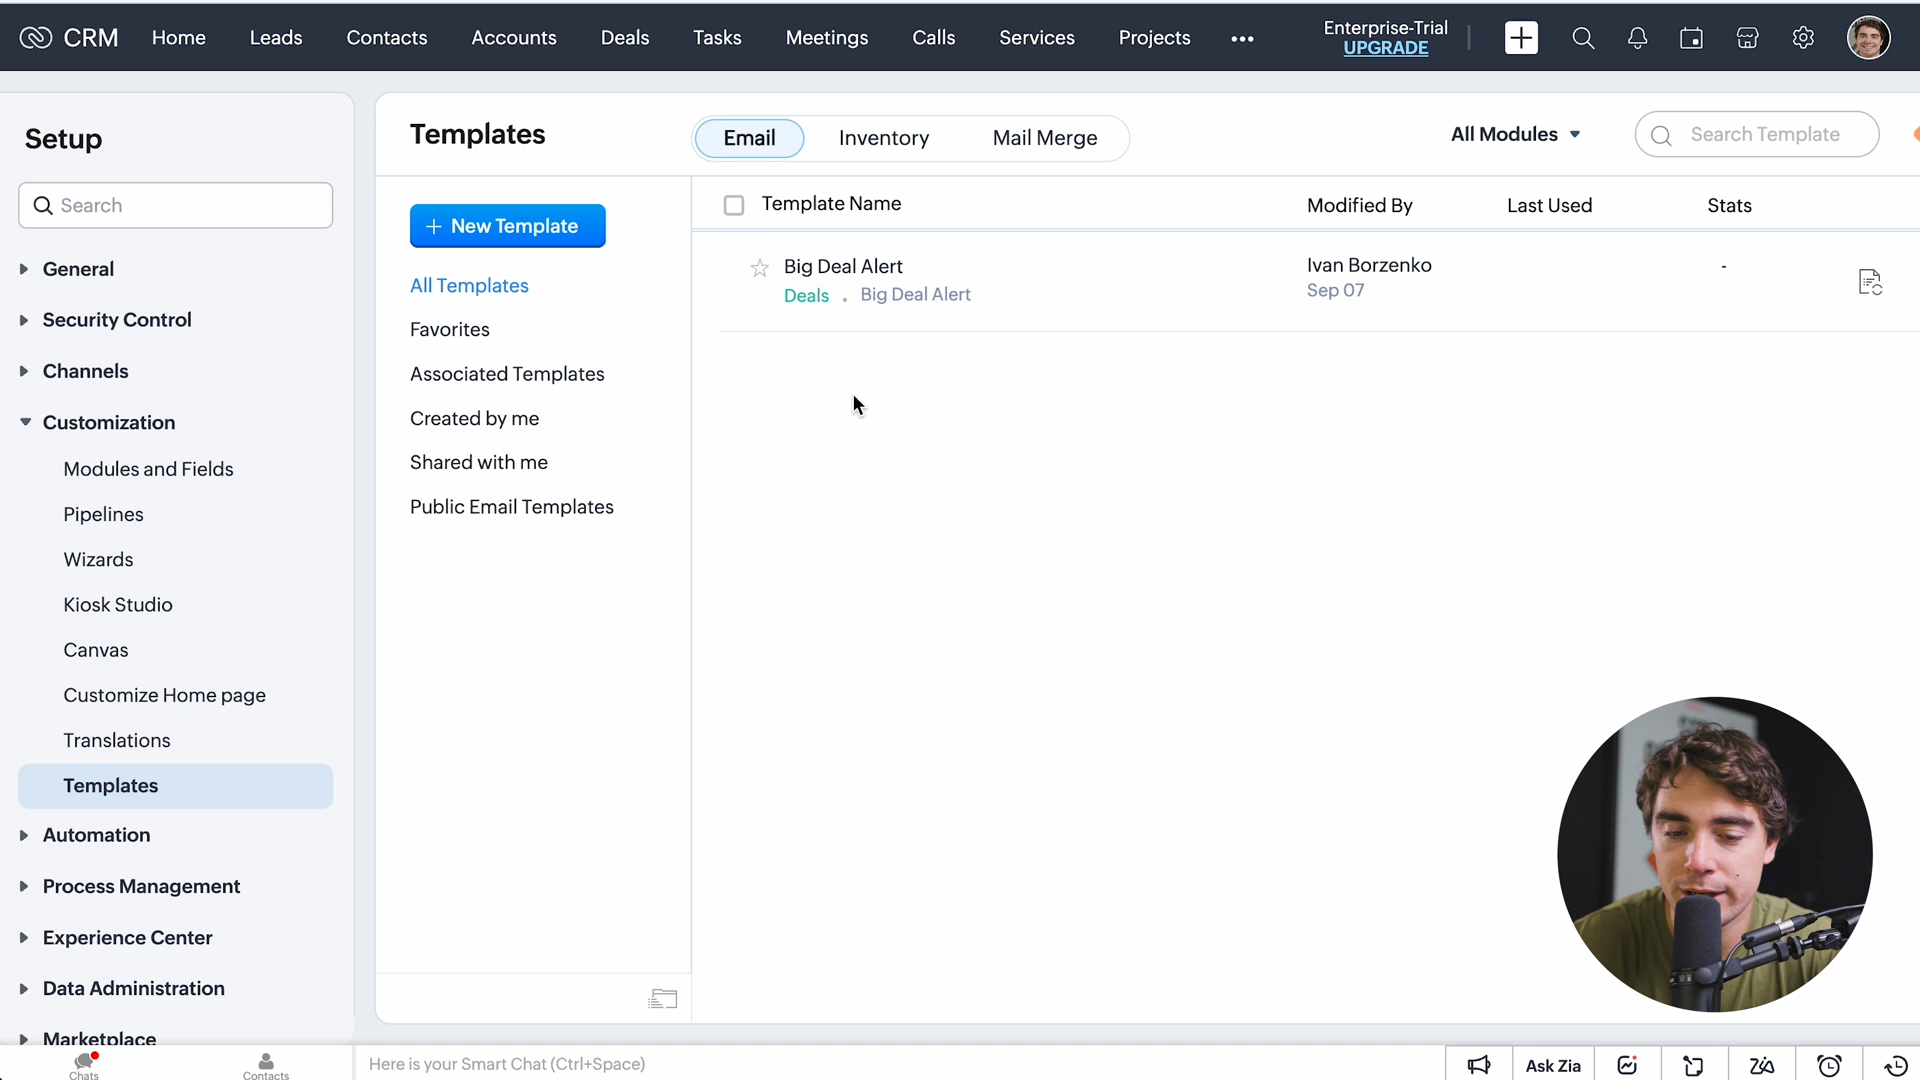 CRM
Home
Leads
Contacts
Accounts
Deals
Tasks
Meetings
Calls
Services
Projects
Enterprise-Trial
UPGRADE
Setup
Search
General
Security Control
Channels
Customization
Modules and Fields
Pipelines
Wizards
Kiosk Studio
Canvas
Customize Home page
Translations
Templates
Automation
Process Management
Experience Center
Data Administration
Marketplace
Templates
Email
Inventory
Mail Merge
All Modules
Search Template
+ New Template
All Templates
Favorites
Associated Templates
Created by me
Shared with me
Public Email Templates
Template Name
Modified By
Last Used
Stats
Big Deal Alert
Deals . Big Deal Alert
Ivan Borzenko
Sep 07
-
Chats
Contacts
Here is your Smart Chat (Ctrl+Space)
Ask Zia